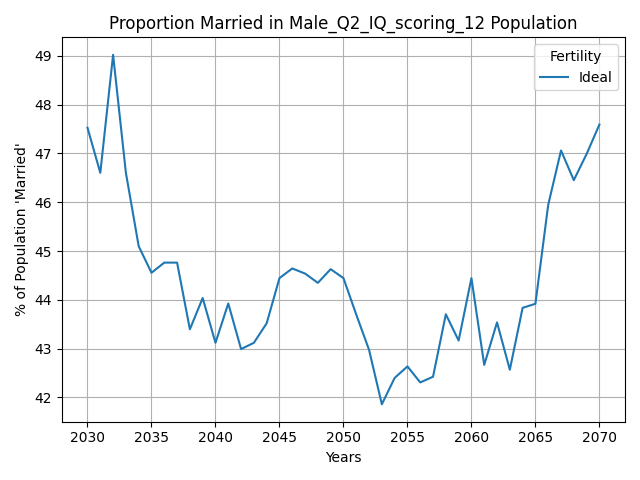 Proportion Married in Male_Q2_IQ_scoring_12 Population
Fertility
Ideal
% of Population 'Married'
49
48
47
46
45
44
43
42
2030 2035 2040 2045 2050 2055 2060 2065 2070
Years